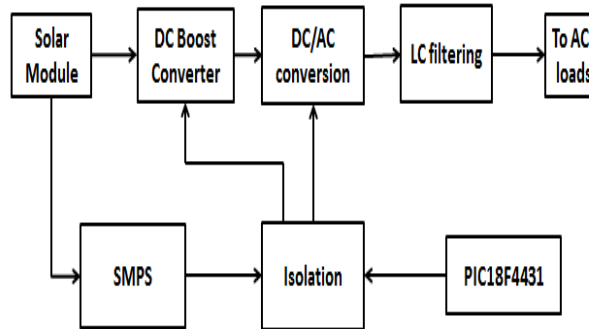 Solar
Module
DC Boost
Converter
DC/AC
conversion
LC filtering
To AC
loads
SMPS
Isolation
PIC18F4431